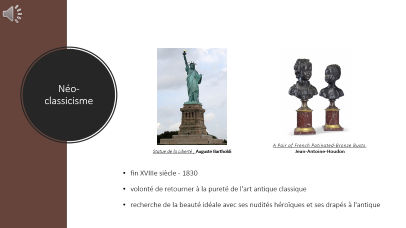 Néo-
classicisme
Statue de la Liberté, Auguste Bartholdi
A Pair of French Patinated-Bronze Busts
Jean-Antoine-Houdon
• fin XVIIIe siècle - 1830
• volonté de retourner à la pureté de l'art antique classique
• recherche de la beauté idéale avec ses nudités héroïques et ses drapés à l'antique